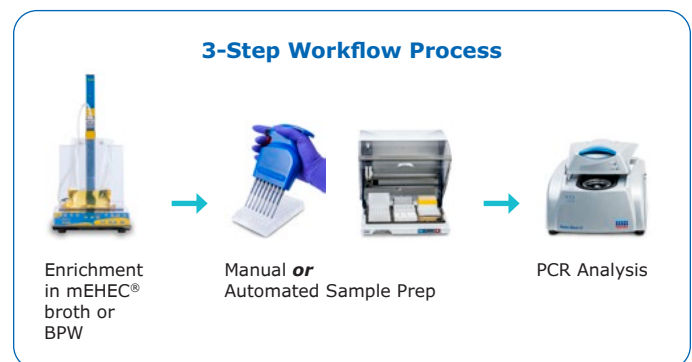 3-Step Workflow Process
Enrichment
in mEHEC®
broth or
BPW
Manual or
Automated Sample Prep
PCR Analysis